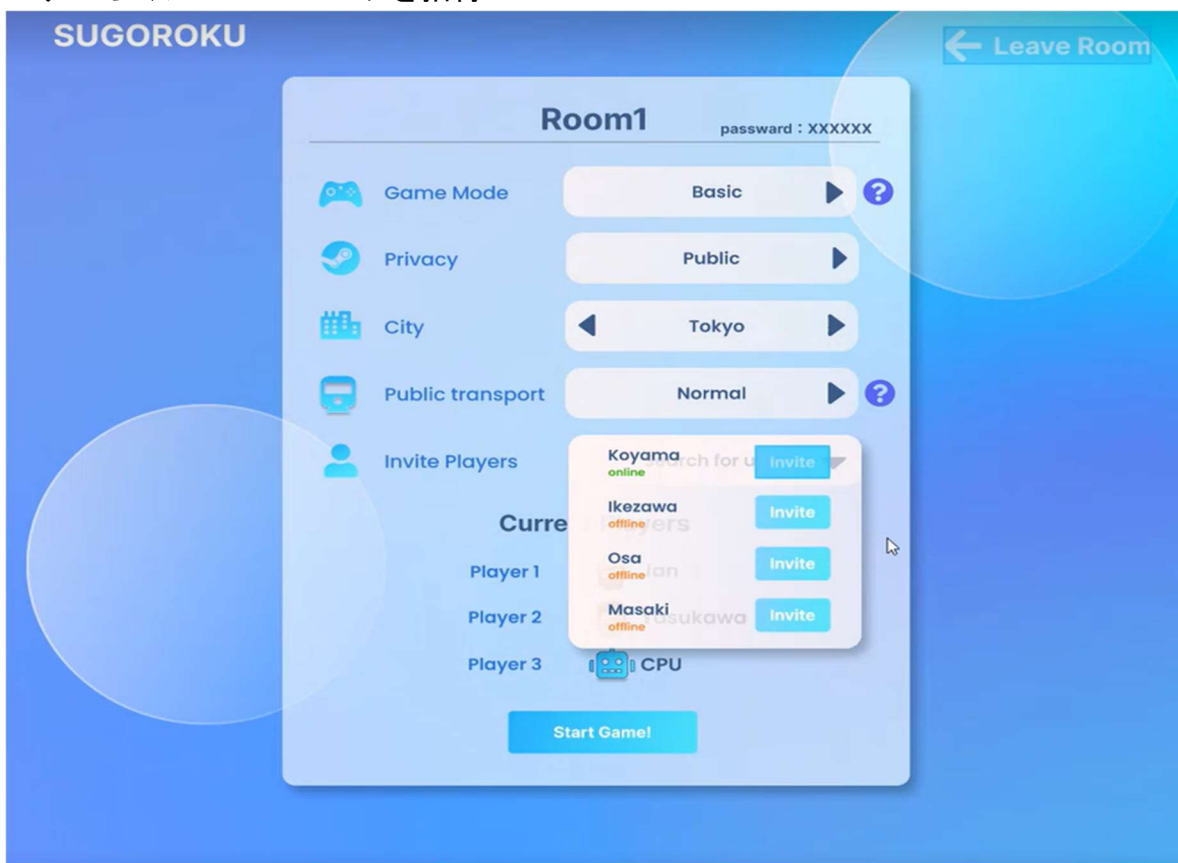 SUGOROKU
Leave Room
Room1
passward : XXXXXX
Game Mode
Basic
?
Privacy
Public
City
Tokyo
Public transport
Normal
?
Invite Players
Koyama
online
Invite
Ikezawa
offline
Invite
Osa
offline
Invite
Masaki
offline
Invite
Player 1
Player 2
Player 3
CPU
Start Game!